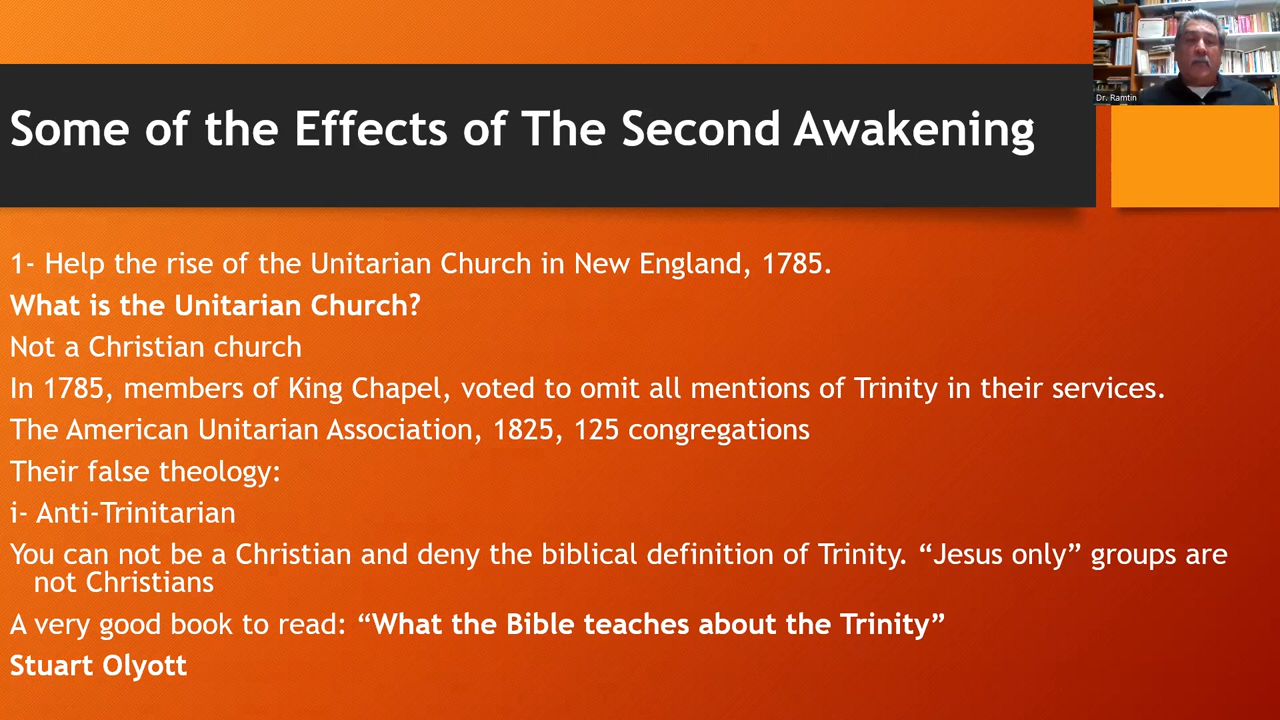 Dr. Ramtin
Some of the Effects of The Second Awakening
1- Help the rise of the Unitarian Church in New England, 1785.
What is the Unitarian Church?
Not a Christian church
In 1785, members of King Chapel, voted to omit all mentions of Trinity in their services.
The American Unitarian Association, 1825, 125 congregations
Their false theology:
i- Anti-Trinitarian
You can not be a Christian and deny the biblical definition of Trinity. “Jesus only” groups are
not Christians
A very good book to read: “What the Bible teaches about the Trinity”
Stuart Olyott